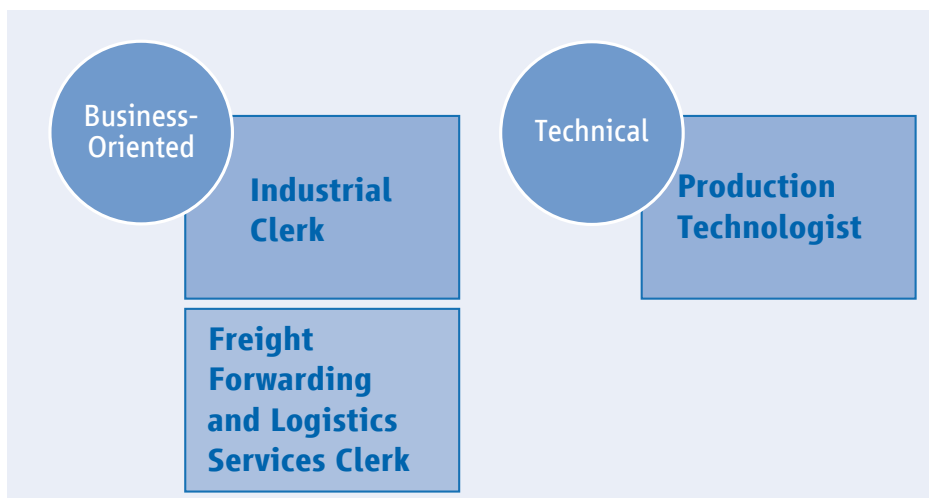 Business-
Oriented
Industrial
Clerk
Freight
Forwarding
and Logistics
Services Clerk
Technical
Production
Technologist